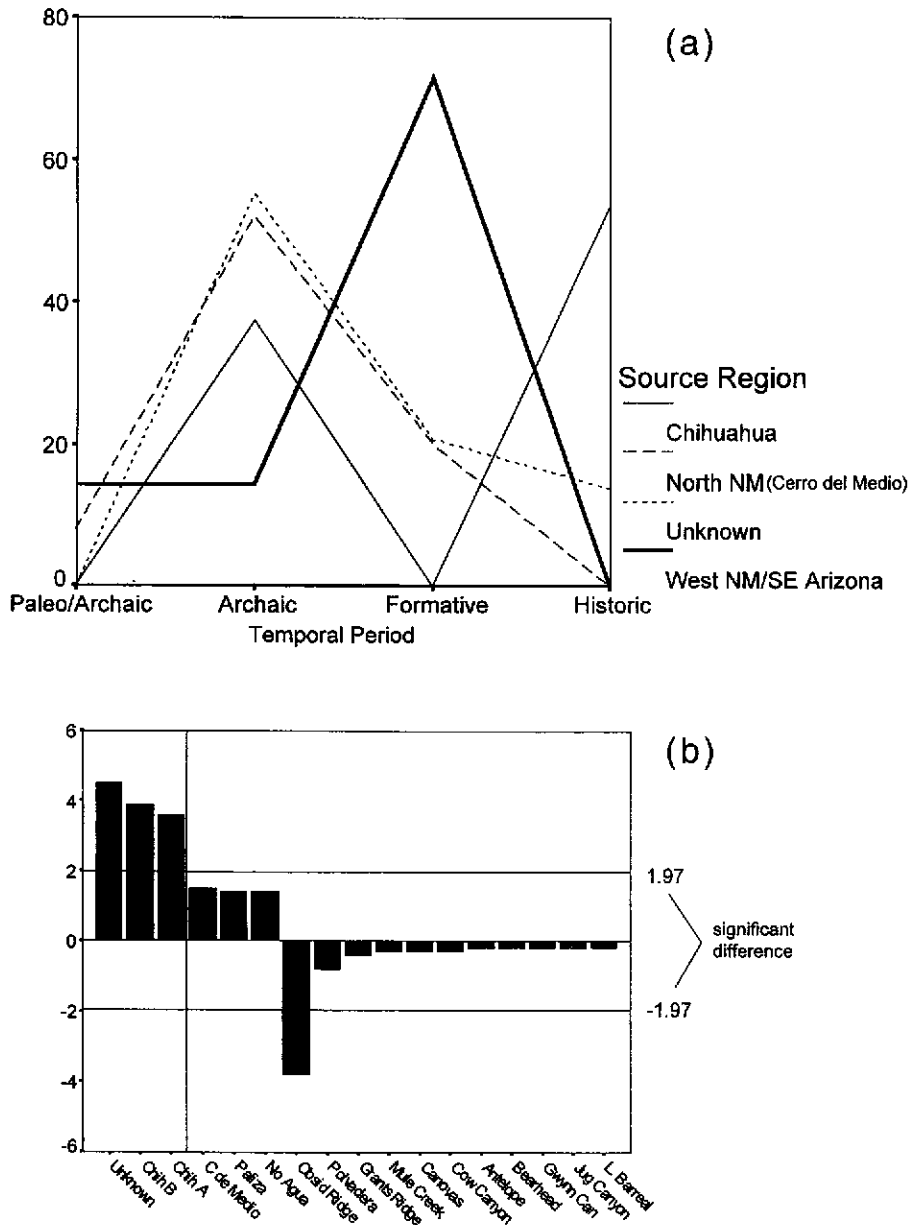 80
(a)
60
40
20
0
Paleo/Archaic Archaic Formative Historic
Temporal Period
Source Region
Chihuahua
North NM (Cerro del Medio)
Unknown
West NM/SE Arizona
6
(b)
4
2
1.97
0
significant
difference
-2
-1.97
-4
-6
Unknown
Chih B
Chih A
C de Medio
Paliza
No Agua
Obsid Ridge
Polvadera
Grants Ridge
Mule Creek
Canovas
Cow Canyon
Antelope
Bearhead
Gwynn Can
Jug Canyon
L. Barreal